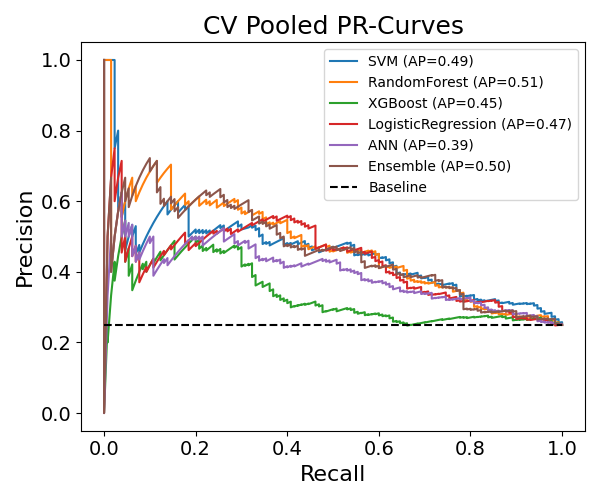 CV Pooled PR-Curves
SVM (AP=0.49)
RandomForest (AP=0.51)
XGBoost (AP=0.45)
LogisticRegression (AP=0.47)
ANN (AP=0.39)
Ensemble (AP=0.50)
Baseline
Precision
1.0
0.8
0.6
0.4
0.2
0.0
0.0 0.2 0.4 0.6 0.8 1.0
Recall